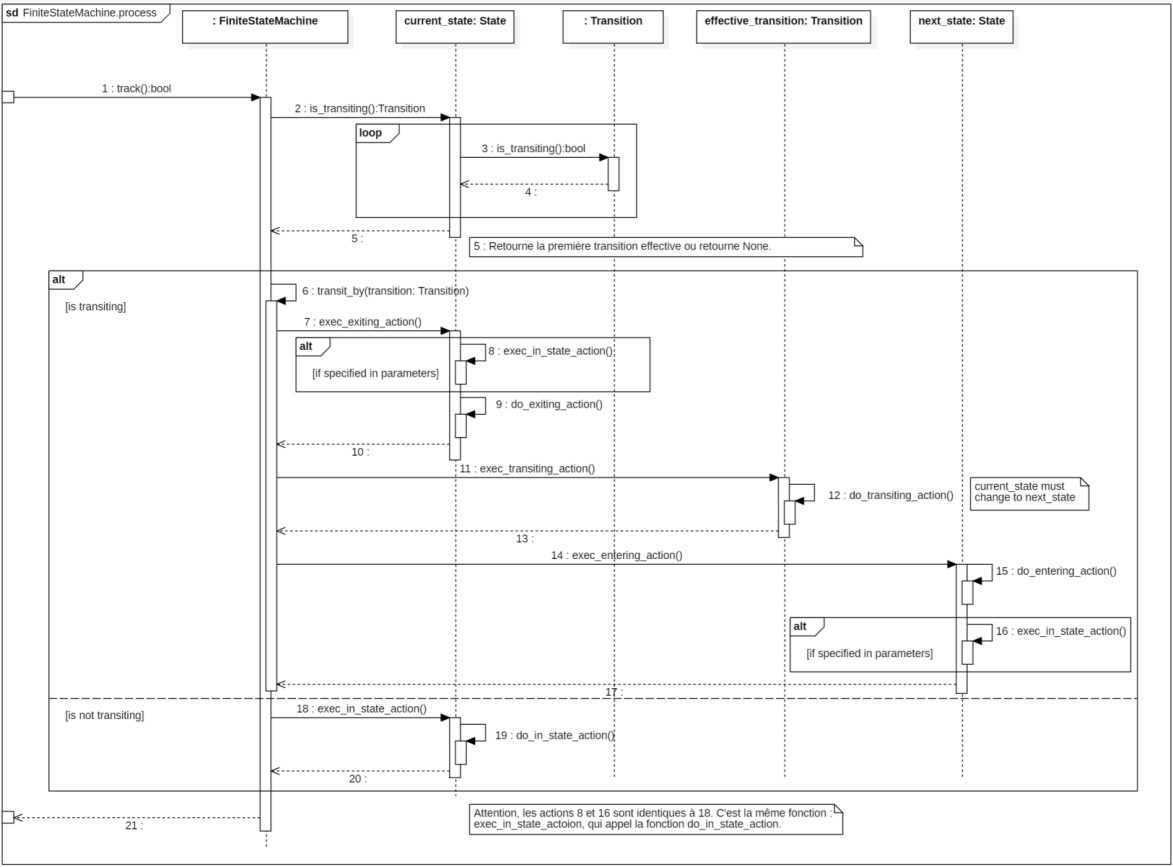 sd FiniteStateMachine.process
: FiniteStateMachine
current_state: State
: Transition
effective_transition: Transition
next_state: State
1 : track():bool
2 : is_transiting():Transition
loop
3 : is_transiting():bool
4 :
5 :
5 : Retourne la première transition effective ou retourne None.
alt
[is transiting]
6 : transit_by(transition: Transition)
7 : exec_exiting_action()
alt
8 : exec_in_state_action()
[if specified in parameters]
9 : do_exiting_action()
10 :
11 : exec_transiting_action()
12 : do_transiting_action()
current_state must
change to next_state
13 :
14 : exec_entering_action()
15 : do_entering_action()
alt
16 : exec_in_state_action()
[if specified in parameters]
17 :
[is not transiting]
18 : exec_in_state_action()
19 : do_in_state_action()
20 :
Attention, les actions 8 et 16 sont identiques à 18. C'est la même fonction :
exec_in_state_actoion, qui appel la fonction do_in_state_action.
21 :